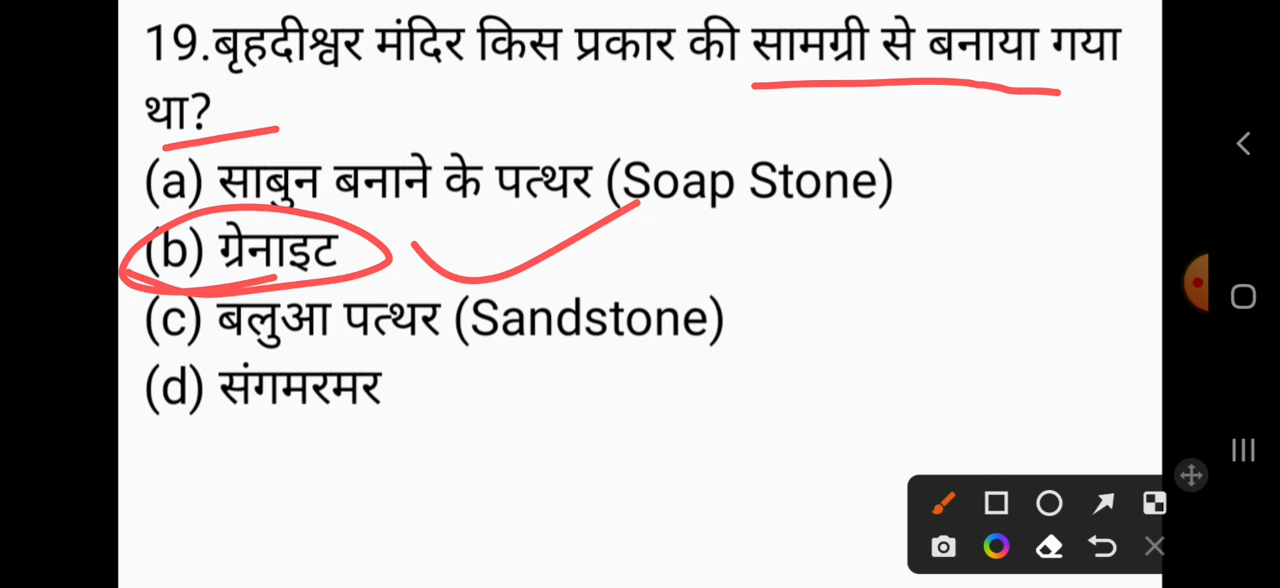 19.बृहदीश्वर मंदिर किस प्रकार की सामग्री से बनाया गया
था?
(a) साबुन बनाने के पत्थर (Soap Stone)
(b) ग्रेनाइट
(c) बलुआ पत्थर (Sandstone)
(d) संगमरमर